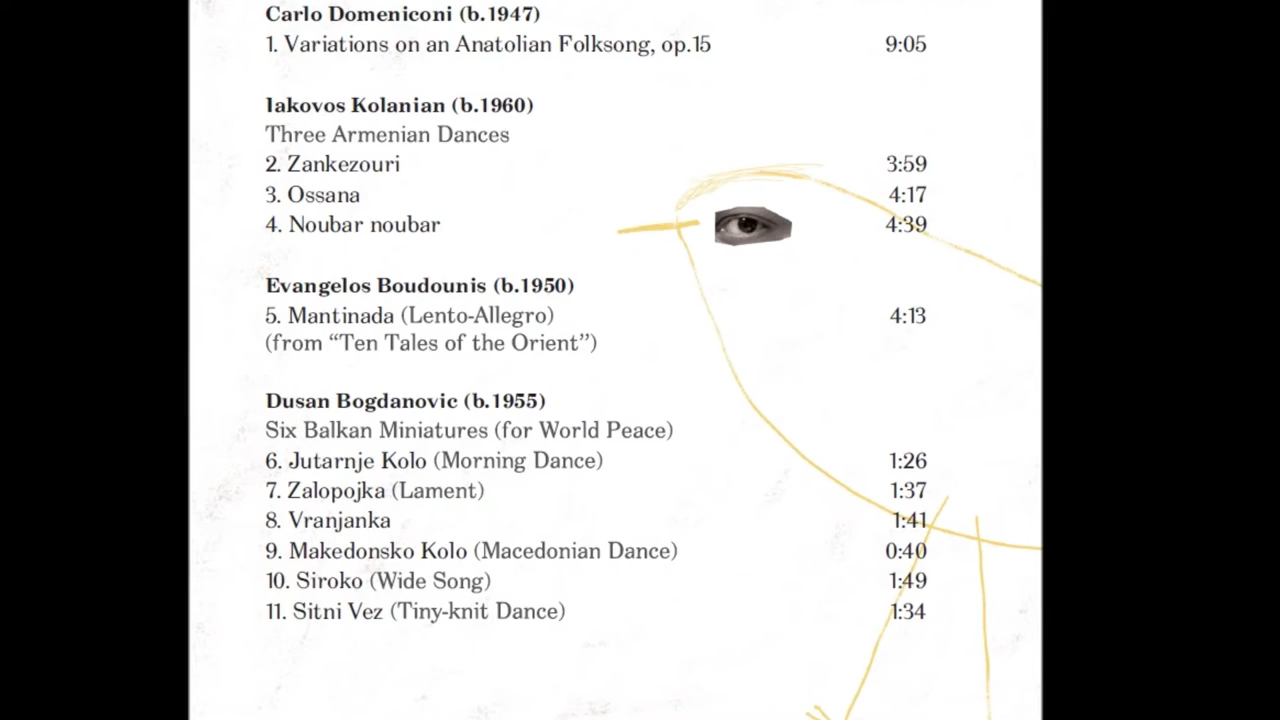 Carlo Domeniconi (b.1947)
1. Variations on an Anatolian Folksong, op.15 9:05
Iakovos Kolanian (b.1960)
Three Armenian Dances
2. Zankezouri 3:59
3. Ossana 4:17
4. Noubar noubar 4:39
Evangelos Boudounis (b.1950)
5. Mantinada (Lento-Allegro) 4:13
(from “Ten Tales of the Orient”)
Dusan Bogdanovic (b.1955)
Six Balkan Miniatures (for World Peace)
6. Jutarnje Kolo (Morning Dance) 1:26
7. Zalopojka (Lament) 1:37
8. Vranjanka 1:41
9. Makedonsko Kolo (Macedonian Dance) 0:40
10. Siroko (Wide Song) 1:49
11. Sitni Vez (Tiny-knit Dance) 1:34